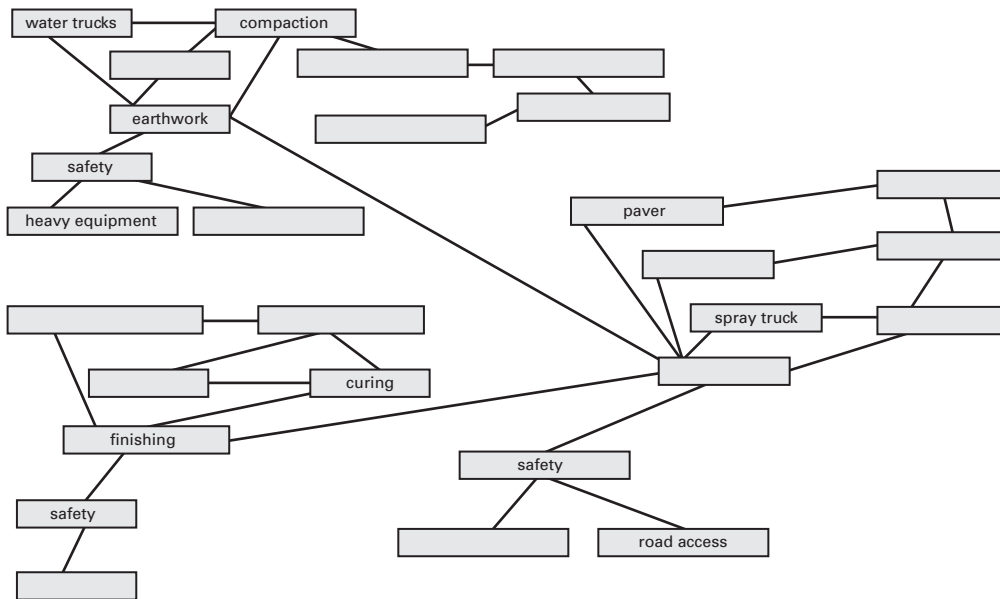 water trucks
compaction
earthwork
safety
heavy equipment
paver
spray truck
curing
finishing
safety
safety
road access